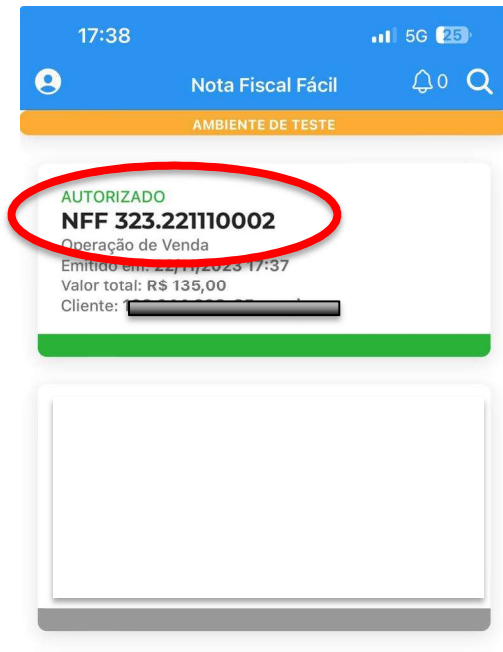 17:38 5G 25
Nota Fiscal Fácil 0
AMBIENTE DE TESTE
AUTORIZADO
NFF 323.221110002
Operação de Venda
Emitido em: 22/11/2023 17:37
Valor total: R$ 135,00
Cliente: